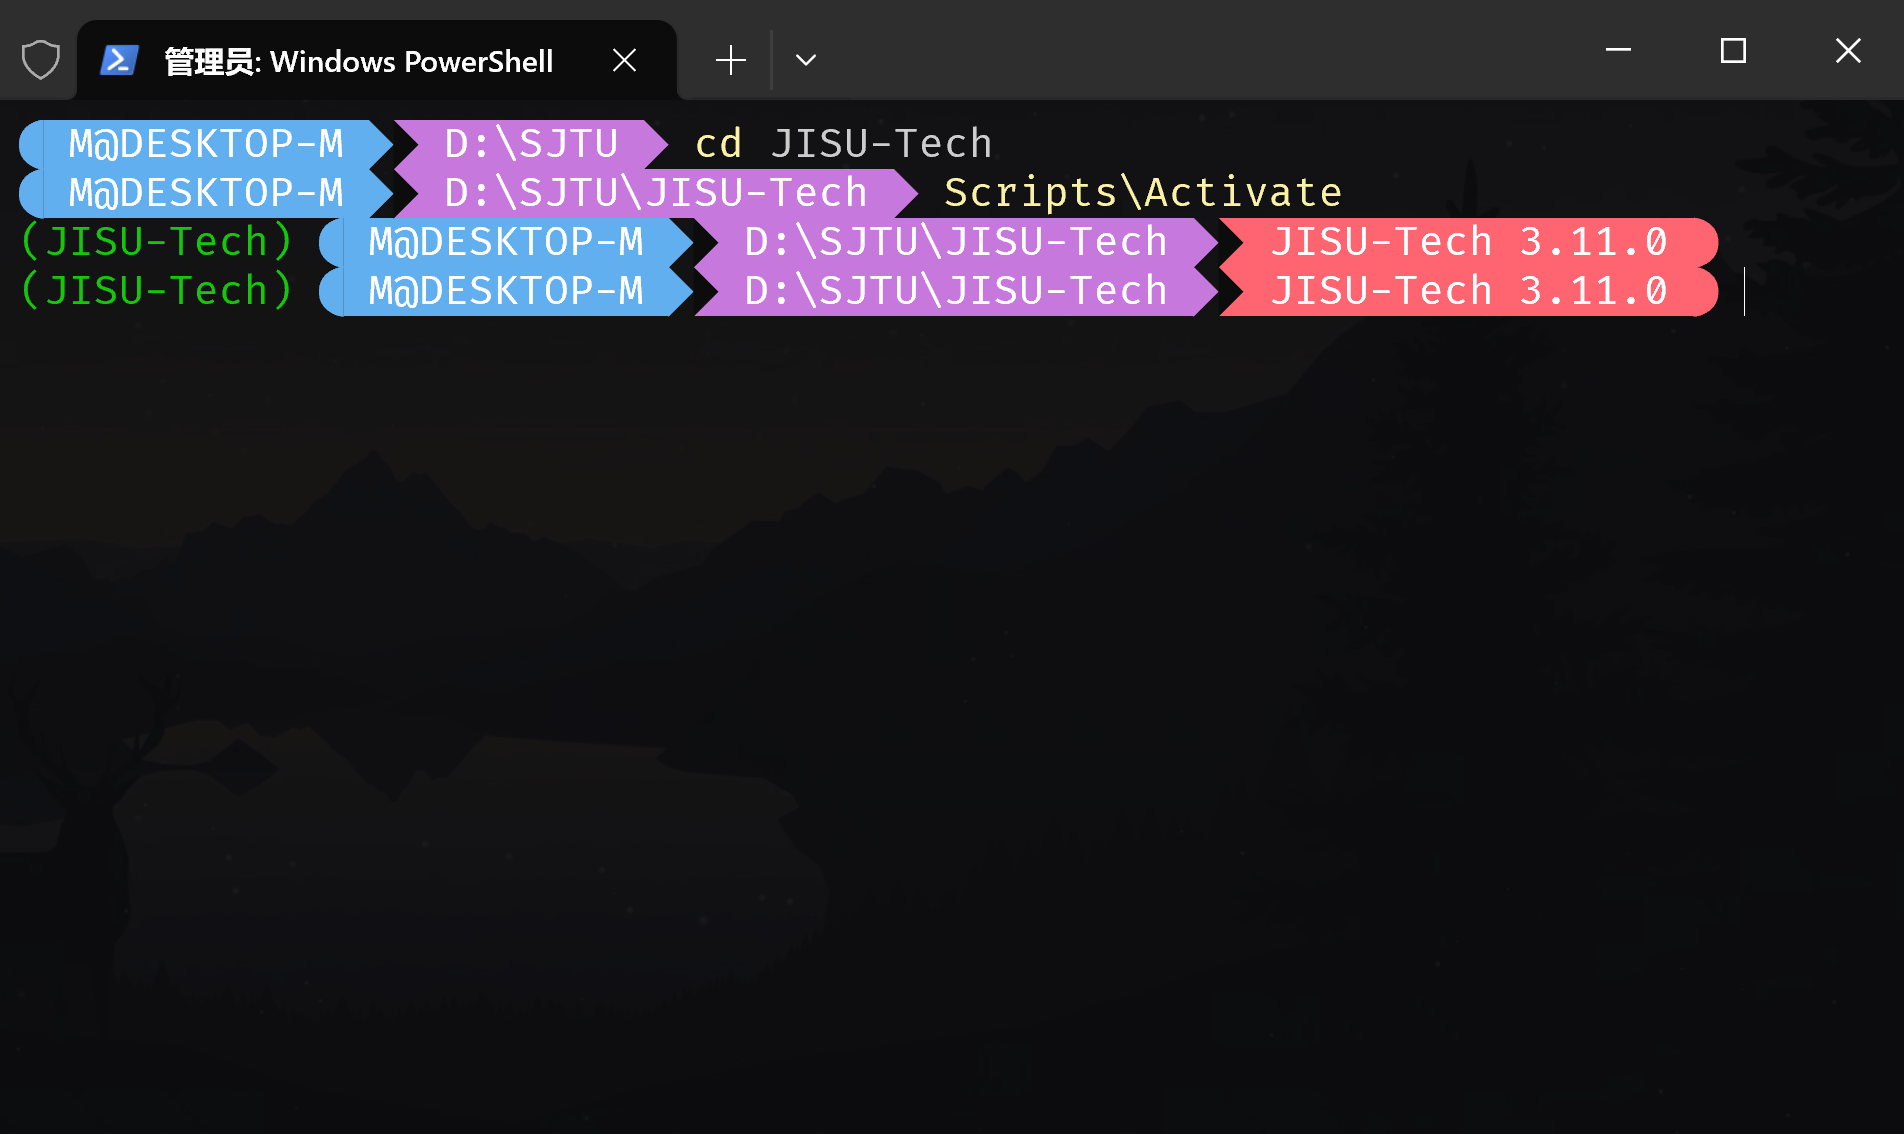 管理员: Windows PowerShell
M@DESKTOP-M D:\SJTU cd JISU-Tech
M@DESKTOP-M D:\SJTU\JISU-Tech Scripts\Activate
(JISU-Tech) M@DESKTOP-M D:\SJTU\JISU-Tech JISU-Tech 3.11.0
(JISU-Tech) M@DESKTOP-M D:\SJTU\JISU-Tech JISU-Tech 3.11.0